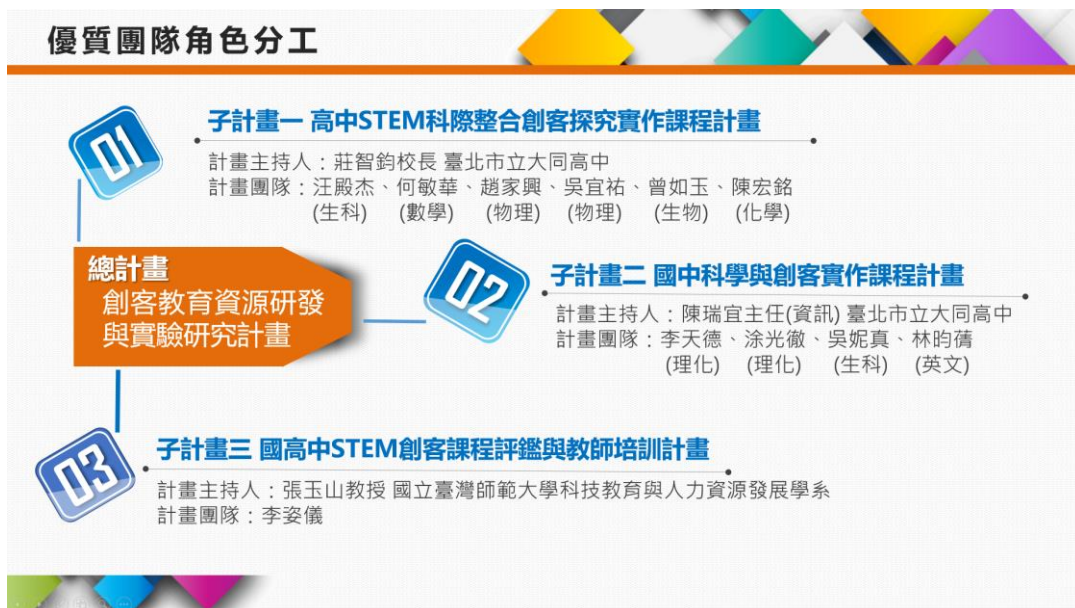 優質團隊角色分工
01
子計畫一 高中STEM科際整合創客探究實作課程計畫
計畫主持人：莊智鈞校長 臺北市立大同高中
計畫團隊：汪殿杰、何敏華、趙家興、吳宜祐、曾如玉、陳宏銘
(生科) (數學) (物理) (物理) (生物) (化學)
總計畫
創客教育資源研發
與實驗研究計畫
02
子計畫二 國中科學與創客實作課程計畫
計畫主持人：陳瑞宜主任(資訊) 臺北市立大同高中
計畫團隊：李天德、涂光徹、吳妮真、林昀蒨
(理化) (理化) (生科) (英文)
03
子計畫三 國高中STEM創客課程評鑑與教師培訓計畫
計畫主持人：張玉山教授 國立臺灣師範大學科技教育與人力資源發展學系
計畫團隊：李姿儀